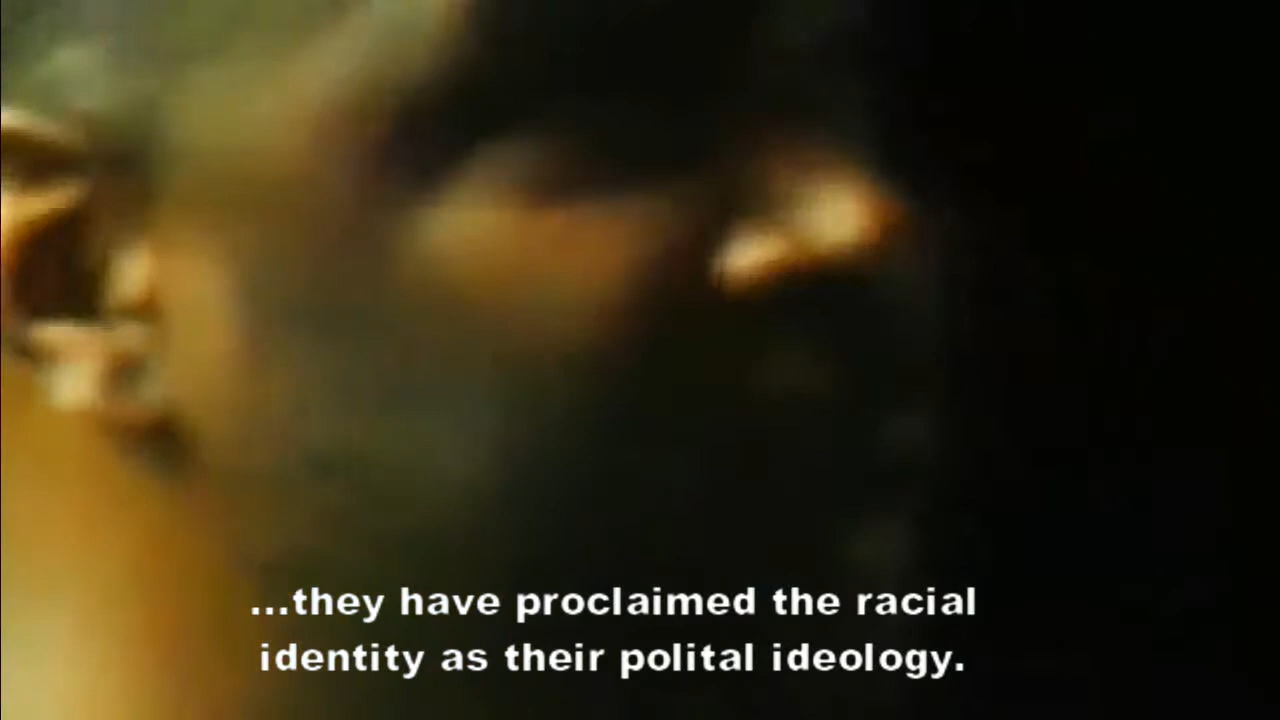 ...they have proclaimed the racial
identity as their polital ideology.